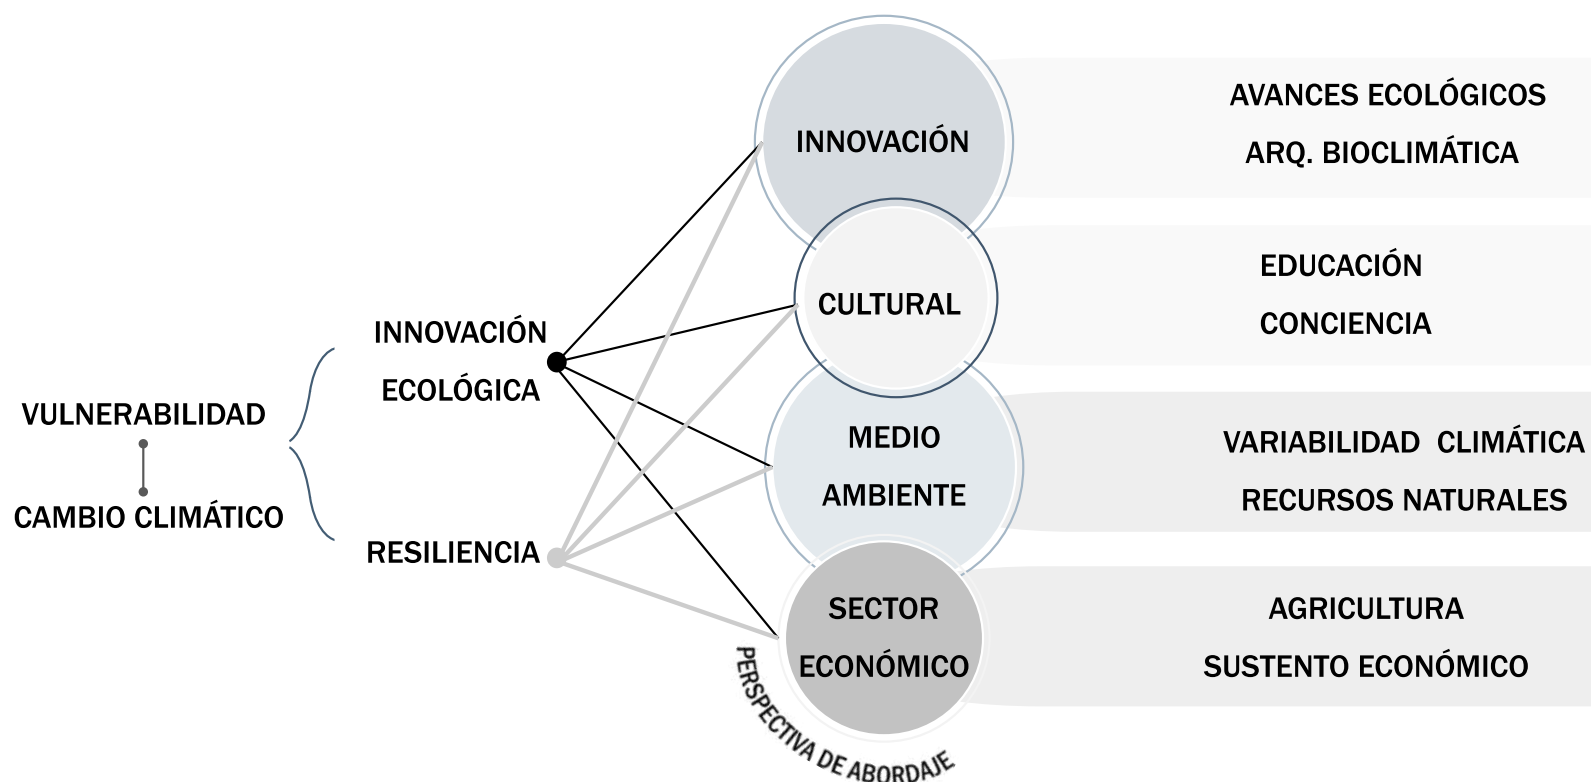 VULNERABILIDAD
CAMBIO CLIMÁTICO
INNOVACIÓN
ECOLÓGICA
RESILIENCIA
INNOVACIÓN
CULTURAL
MEDIO
AMBIENTE
SECTOR
ECONÓMICO
PERSPECTIVA DE ABORDAJE
AVANCES ECOLÓGICOS
ARQ. BIOCLIMÁTICA
EDUCACIÓN
CONCIENCIA
VARIABILIDAD  CLIMÁTICA
RECURSOS NATURALES
AGRICULTURA
SUSTENTO ECONÓMICO